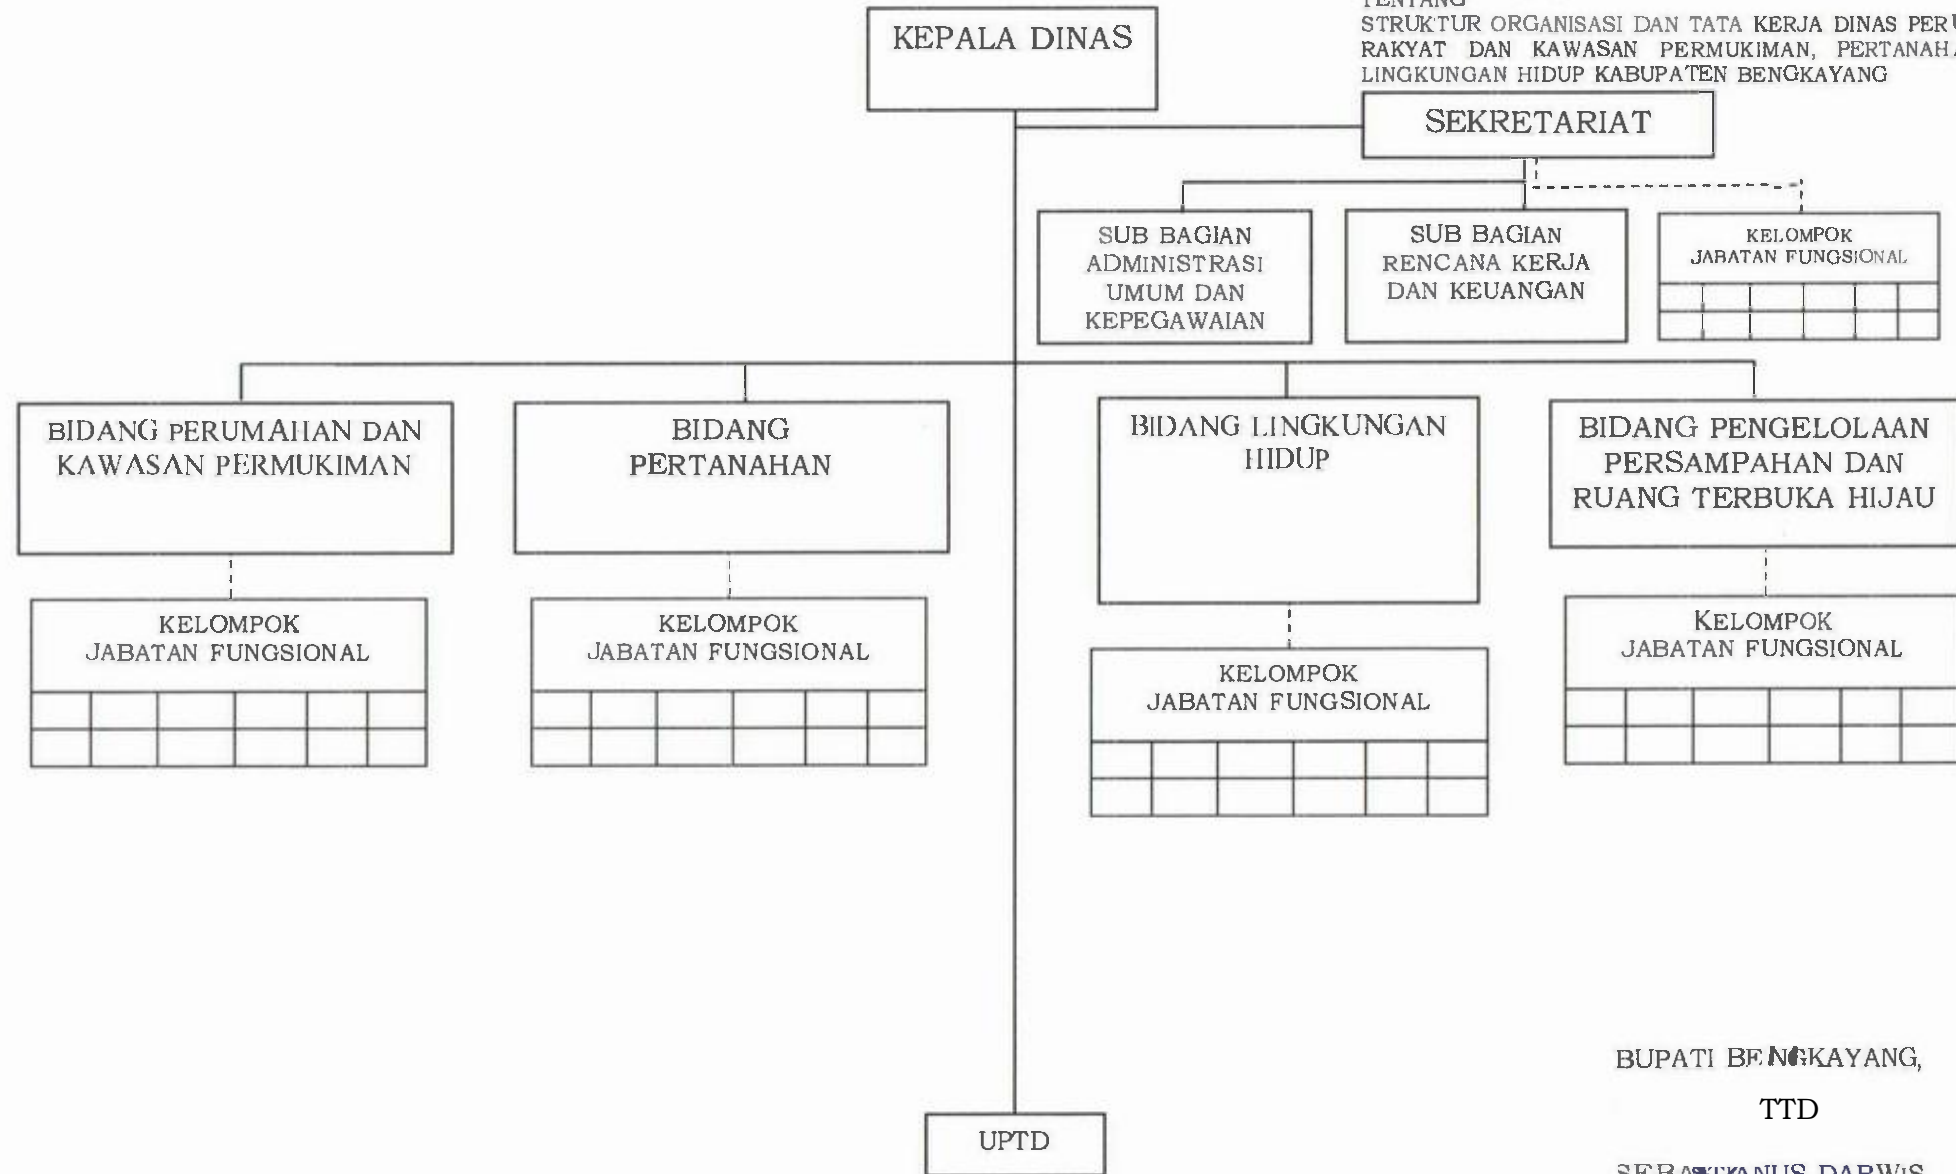 TENTANG
STRUKTUR ORGANISASI DAN TATA KERJA DINAS
RAKYAT DAN KAWASAN PERMUKIMAN,
LINGKUNGAN HIDUP KABUPATEN BENGKAYANG
KEPALA DINAS
SEKRETARIAT
SUB BAGIAN
ADMINISTRASI
UMUM DAN
KEPEGAWAIAN
SUB BAGIAN
RENCANA KERJA
DAN KEUANGAN
KELOMPOK
JABATAN FUNGSIONAL
BIDANG PERUMAHAN DAN
KAWASAN PERMUKIMAN
BIDANG
PERTANAHAN
BIDANG LINGKUNGAN
HIDUP
BIDANG PENGELOLAAN
PERSAMPAHAN DAN
RUANG TERBUKA HIJAU
KELOMPOK
JABATAN FUNGSIONAL
KELOMPOK
JABATAN FUNGSIONAL
KELOMPOK
JABATAN FUNGSIONAL
KELOMPOK
JABATAN FUNGSIONAL
UPTD
BUPATI BENGKAYANG,
TTD
DARWIS